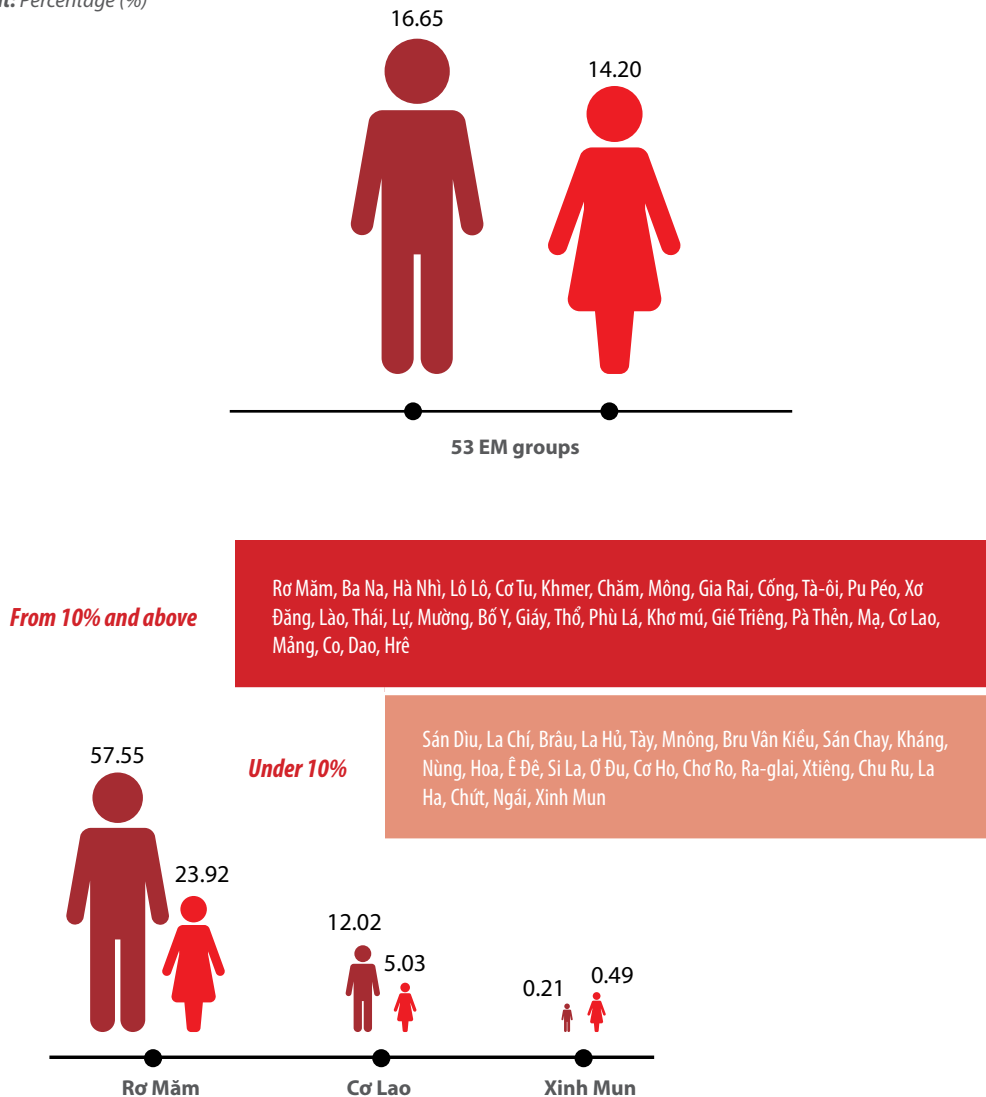 Percentage (%)
16.65
14.20
53 EM groups
From 10% and above
Rơ Măm, Ba Na, Hà Nhì, Lô Lô, Cơ Tu, Khmer, Chăm, Mông, Gia Rai, Cống, Tà-ôi, Pu Péo, Xơ
Đăng, Lào, Thái, Lự, Mường, Bố Y, Giáy, Thổ, Phù Lá, Khơ mú, Gié Triêng, Pà Thẻn, Mạ, Cơ Lao,
Mảng, Co, Dao, Hrê
Under 10%
Sán Dìu, La Chí, Brâu, La Hủ, Tày, Mnông, Bru Vân Kiều, Sán Chay, Kháng,
Nùng, Hoa, Ê Đê, Si La, Ơ Đu, Cơ Ho, Chơ Ro, Ra-glai, Xtiêng, Chu Ru, La
Ha, Chứt, Ngái, Xinh Mun
57.55
23.92
12.02
5.03
0.21
0.49
Rơ Măm
Cơ Lao
Xinh Mun